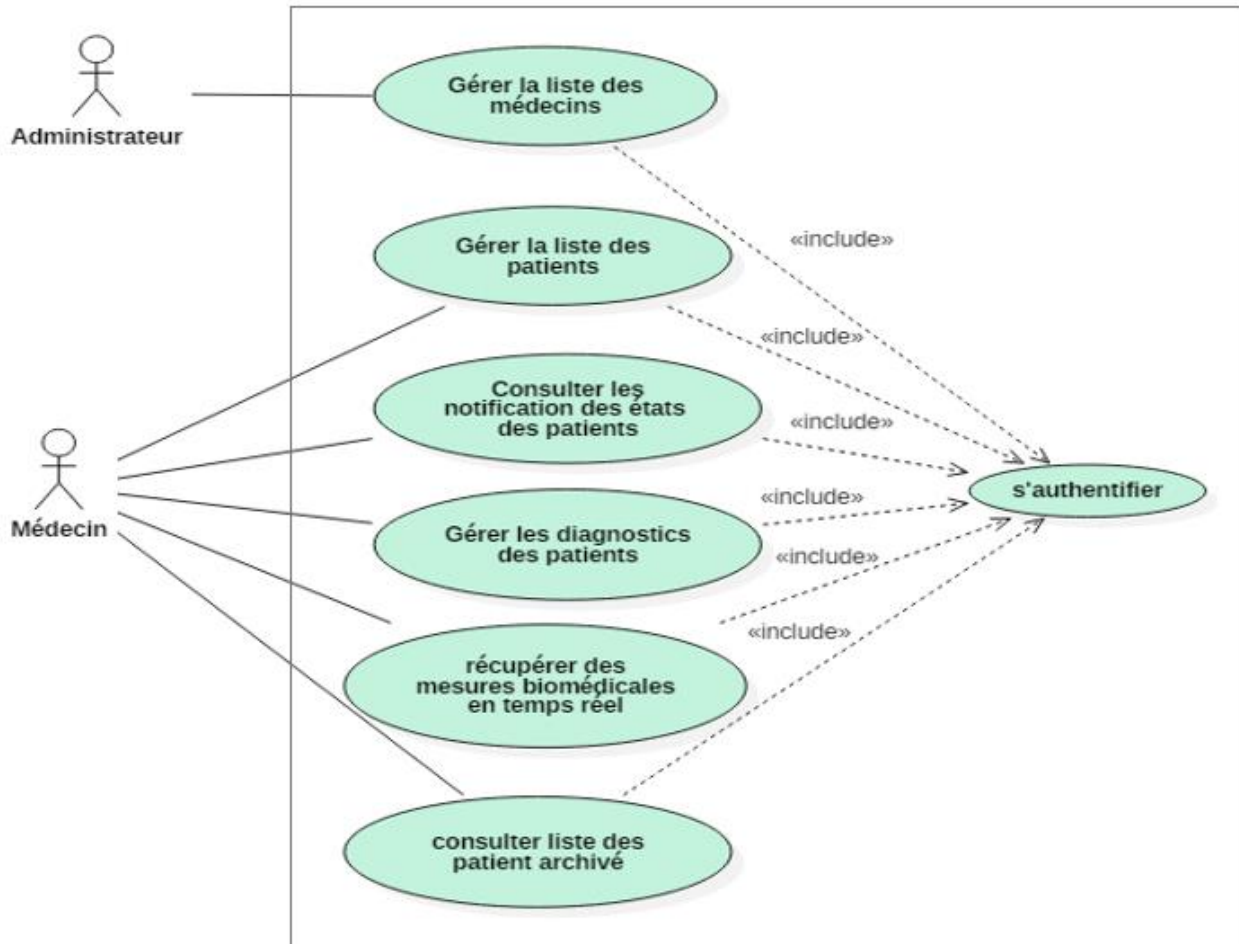 Administrateur
Gérer la liste des
médecins
«include»
Gérer la liste des
patients
«include»
Consulter les
notification des états
des patients
«include»
Médecin
s'authentifier
«include»
Gérer les diagnostics
des patients
«include»
récupérer des
mesures biomédicales
en temps réel
«include»
consulter liste des
patient archivé